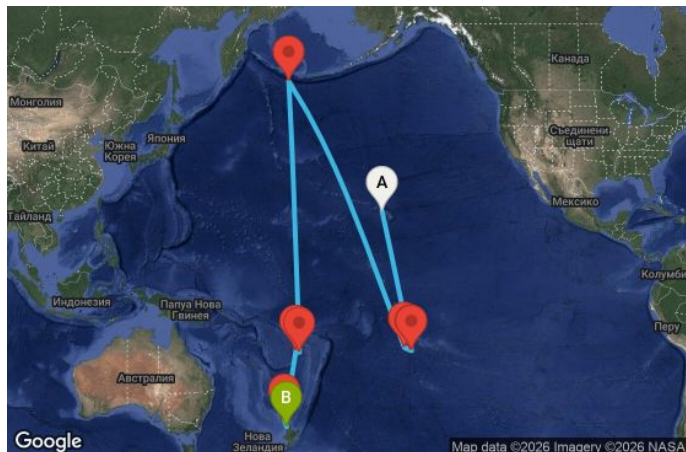 Канада
Монголия
Съединени
щати
Китай
Южна
Корея
Япония
A
Тайланд
Мексико
Колумби
Индонезия
Папуа Нова
Гвинея
Перу
Австралия
B
Нова
Зеландия
Google
Map data ©2026 Imagery ©2026 NASA